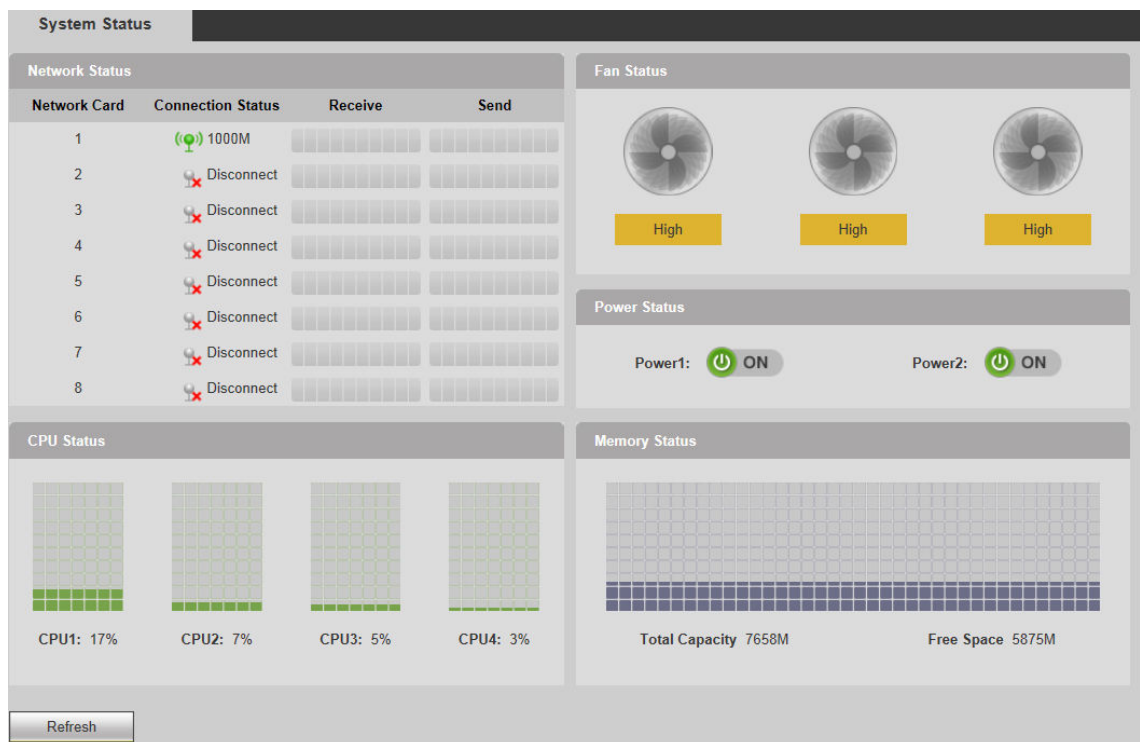 System Status
Network Status
Network Card Connection Status Receive Send
1 1000M
2 Disconnect
3 Disconnect
4 Disconnect
5 Disconnect
6 Disconnect
7 Disconnect
8 Disconnect
Fan Status
High High High
Power Status
Power1: ON Power2: ON
CPU Status
CPU1: 17% CPU2: 7% CPU3: 5% CPU4: 3%
Memory Status
Total Capacity 7658M Free Space 5875M
Refresh